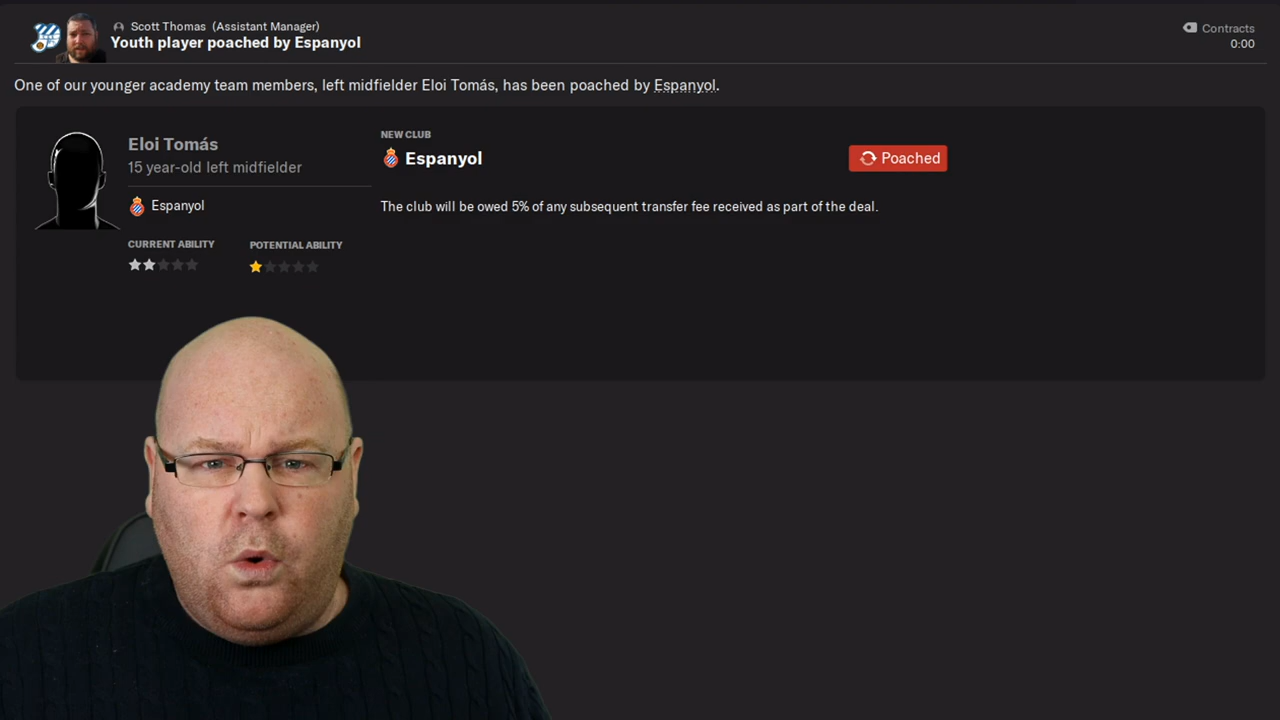 Scott Thomas (Assistant Manager)
Youth player poached by Espanyol
Contracts
0:00
One of our younger academy team members, left midfielder Eloi Tomás, has been poached by Espanyol.
Eloi Tomás
15 year-old left midfielder
Espanyol
CURRENT ABILITY
POTENTIAL ABILITY
NEW CLUB
Espanyol
Poached
The club will be owed 5% of any subsequent transfer fee received as part of the deal.